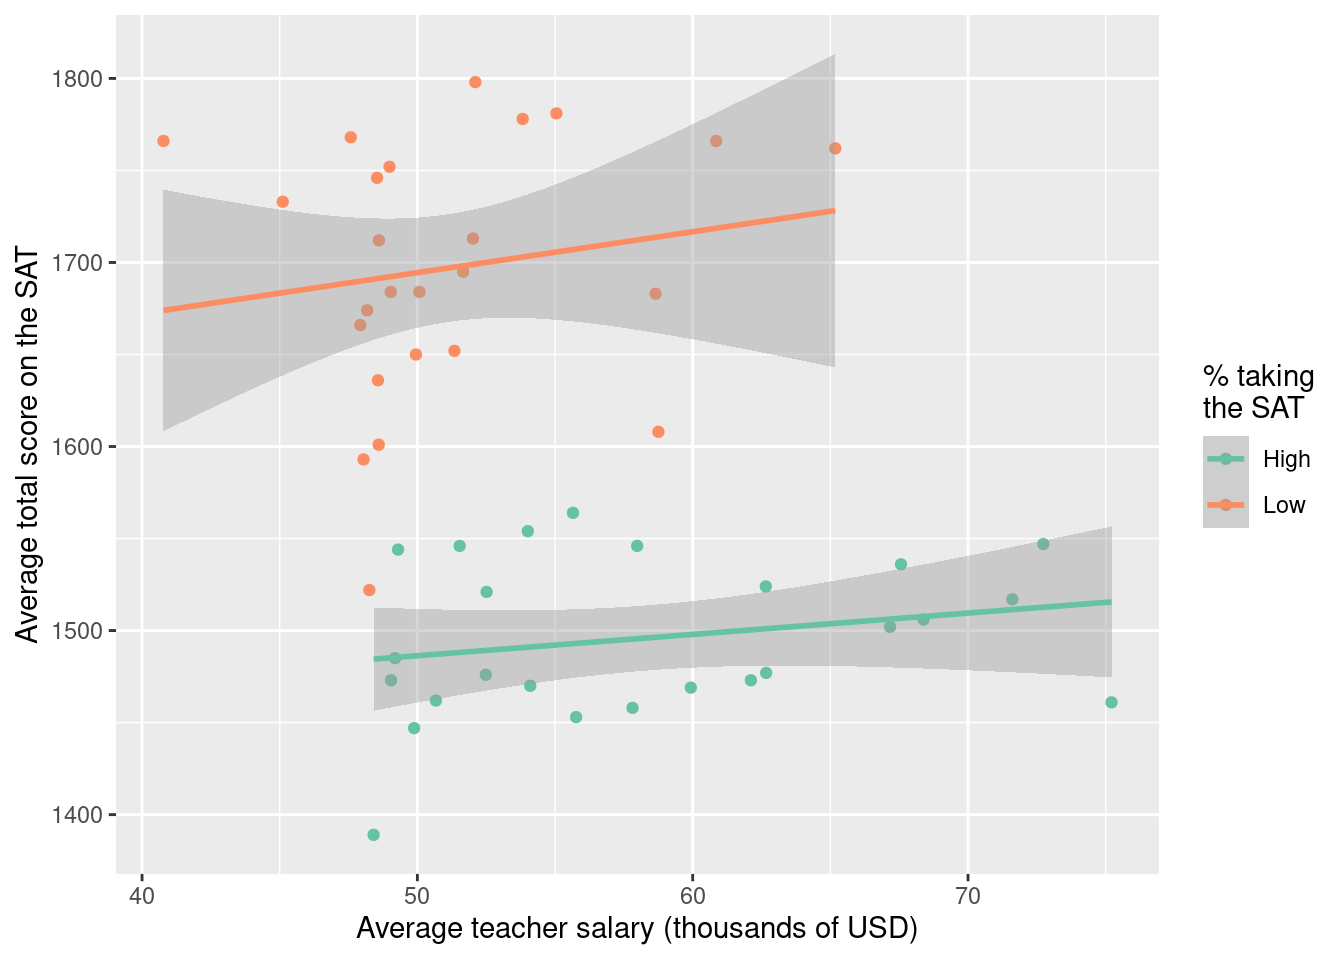 1800
1700
1600
1500
1400
Average total score on the SAT
40 50 60 70
Average teacher salary (thousands of USD)
% taking
the SAT
High
Low